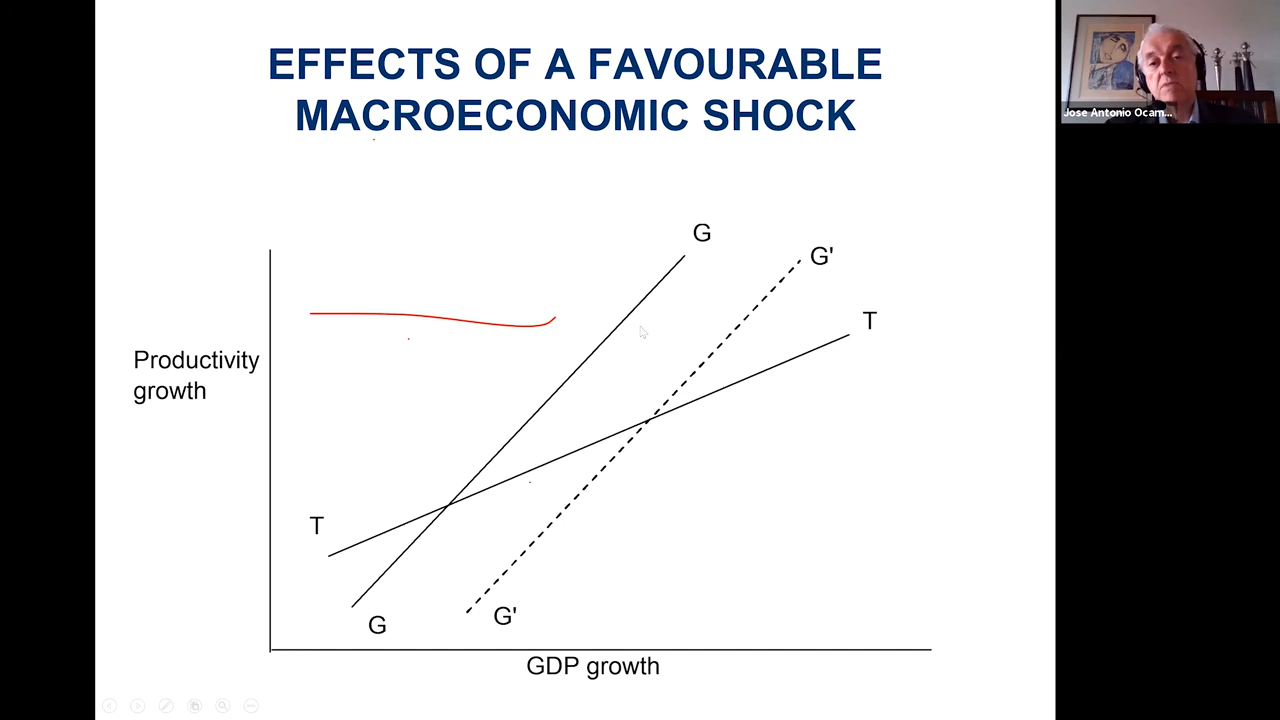 EFFECTS OF A FAVOURABLE
MACROECONOMIC SHOCK
Jose Antonio Ocam...
G
G'
T
Productivity
growth
T
G'
G
GDP growth